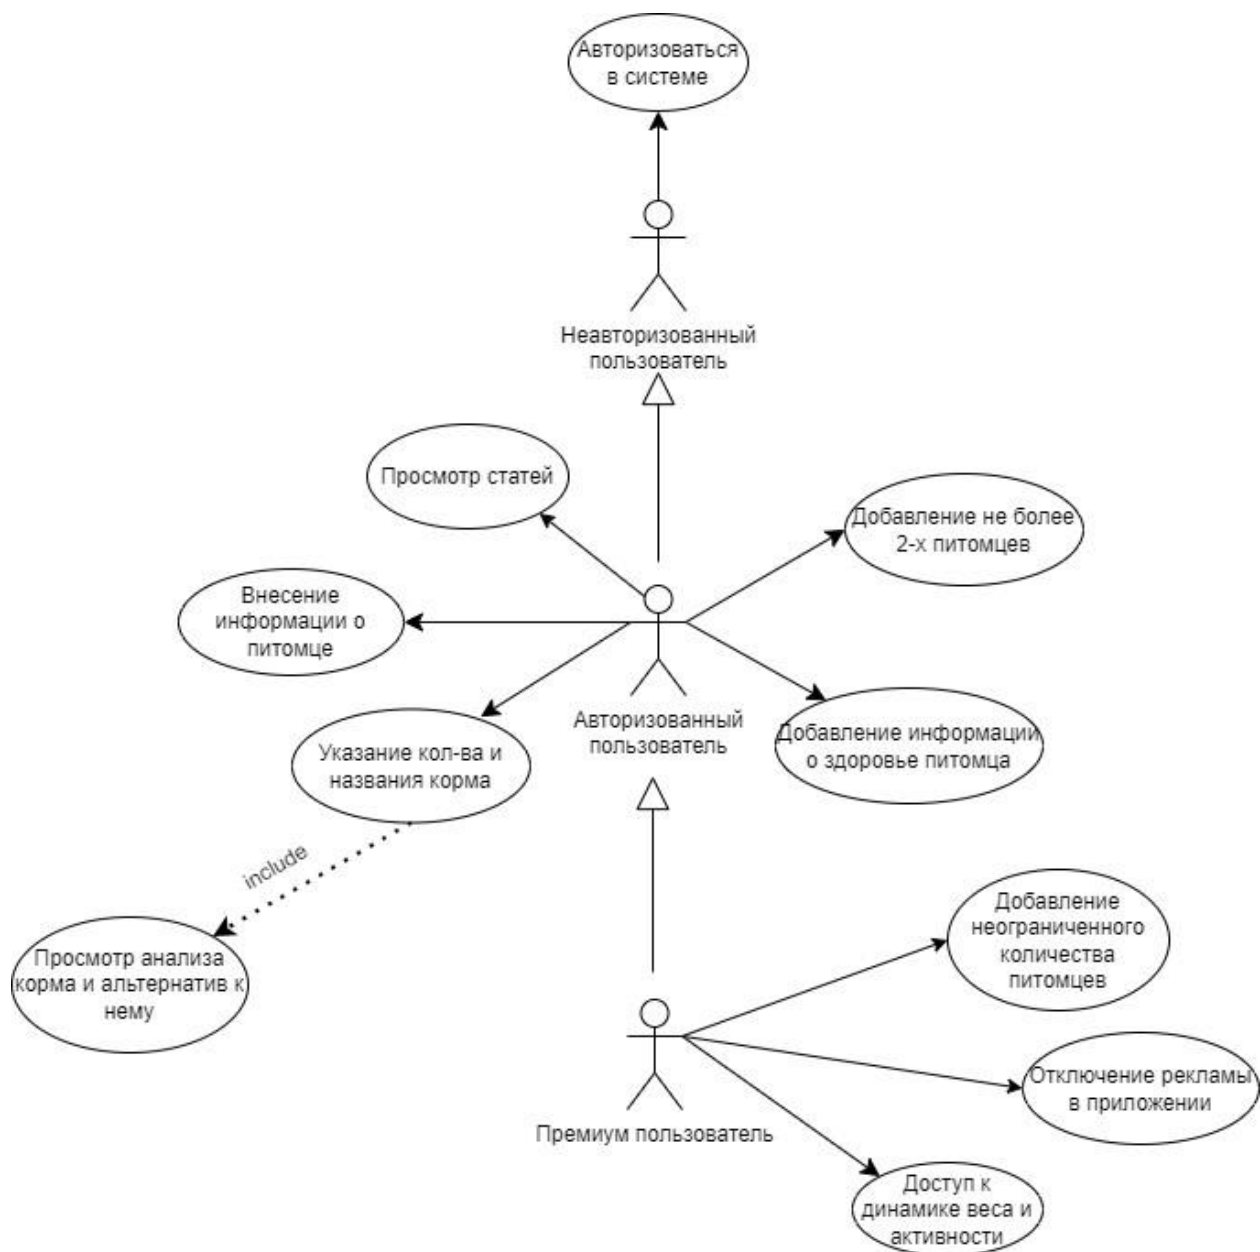 Авторизоваться
в системе
Неавторизованный
пользователь
Просмотр статей
Добавление не более
2-х питомцев
Внесение
информации о
питомце
Авторизованный
пользователь
Добавление информации
о здоровье питомца
Указание кол-ва и
названия корма
include
Просмотр анализа
корма и альтернатив к
нему
Добавление
неограниченного
количества
питомцев
Отключение рекламы
в приложении
Премиум пользователь
Доступ к
динамике веса и
активности